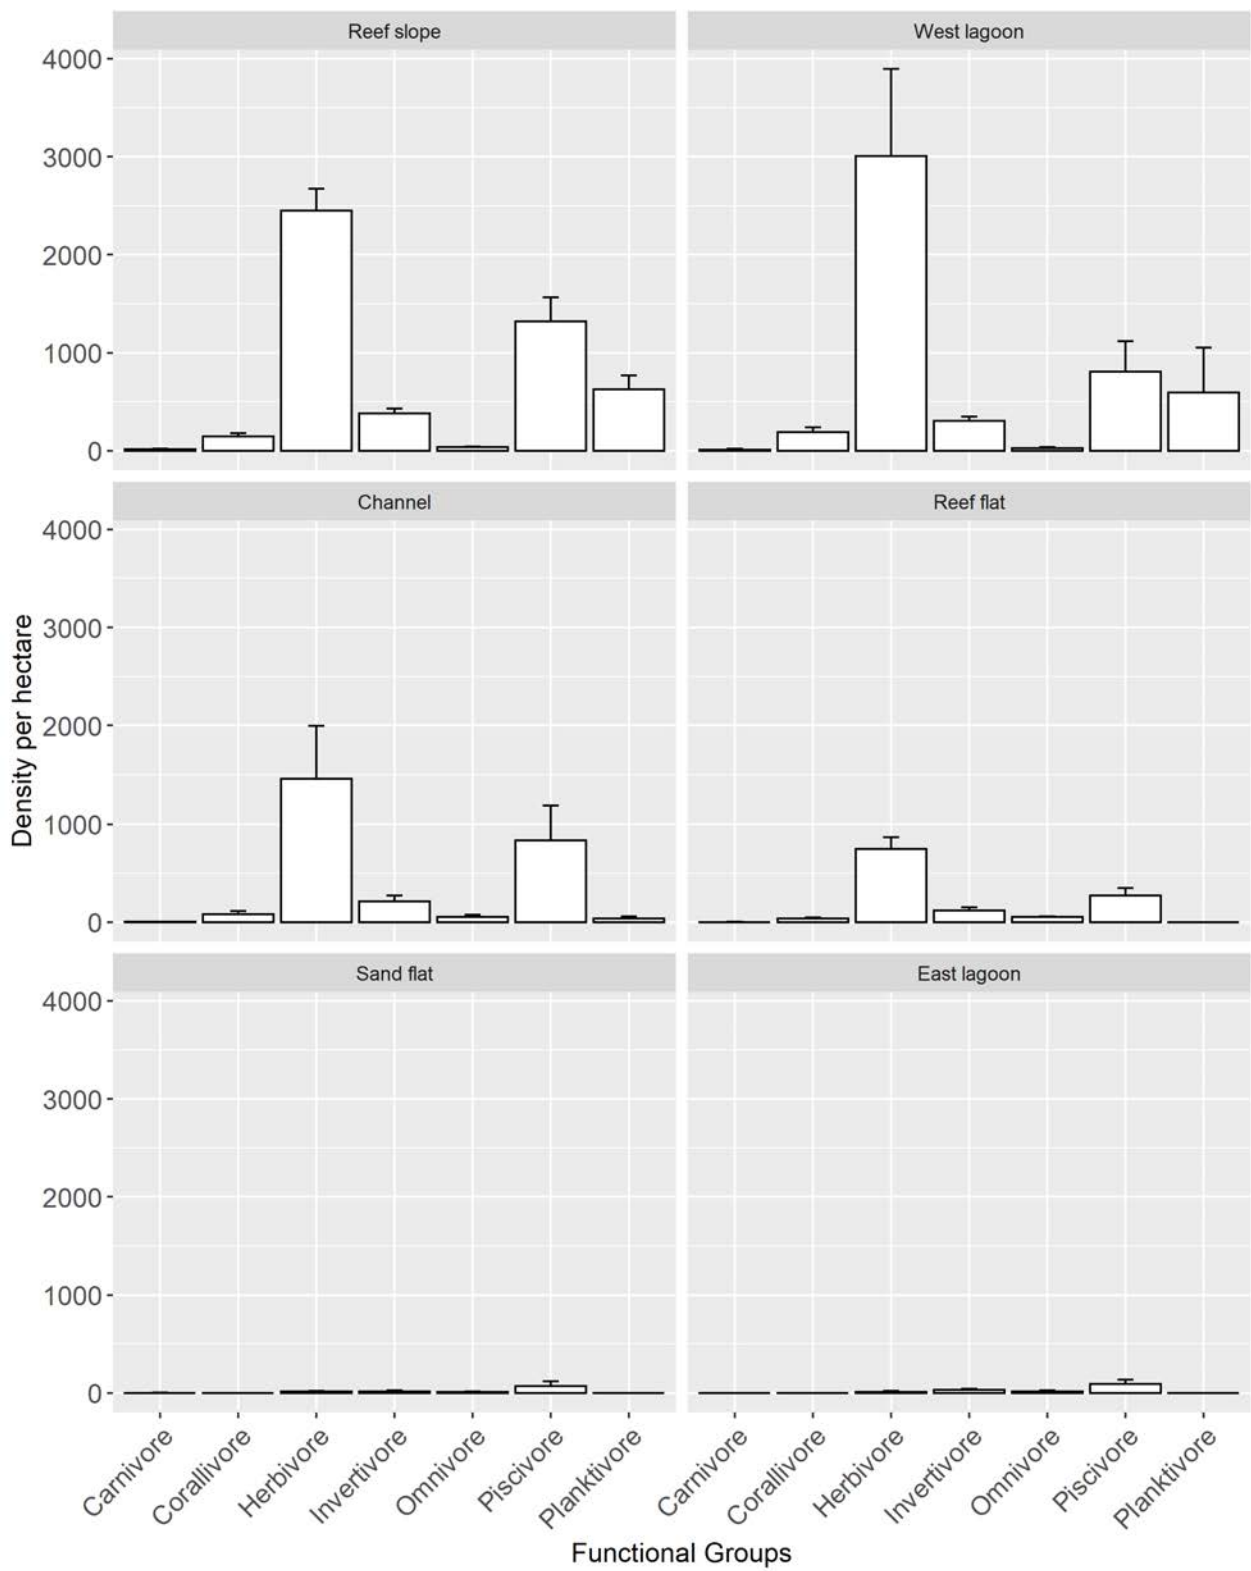 Reef slope
West lagoon
4000
3000
2000
1000
0
Channel
Reef flat
4000
3000
2000
1000
0
Sand flat
East lagoon
4000
3000
2000
1000
0
Density per hectare
Carnivore
Corallivore
Herbivore
Invertivore
Omnivore
Piscivore
Planktivore
Carnivore
Corallivore
Herbivore
Invertivore
Omnivore
Piscivore
Planktivore
Functional Groups